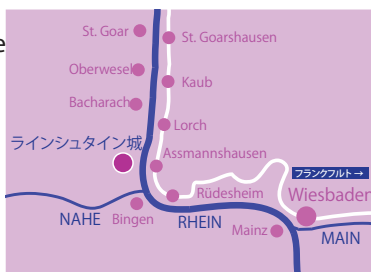 St. Goar
St. Goarshausen
e
Oberwesel
Kaub
Bacharach
Lorch
ラインシュタイン城
Assmannshausen
フランクフルト→
Rüdesheim
Wiesbaden
NAHE
Bingen
RHEIN
Mainz
MAIN